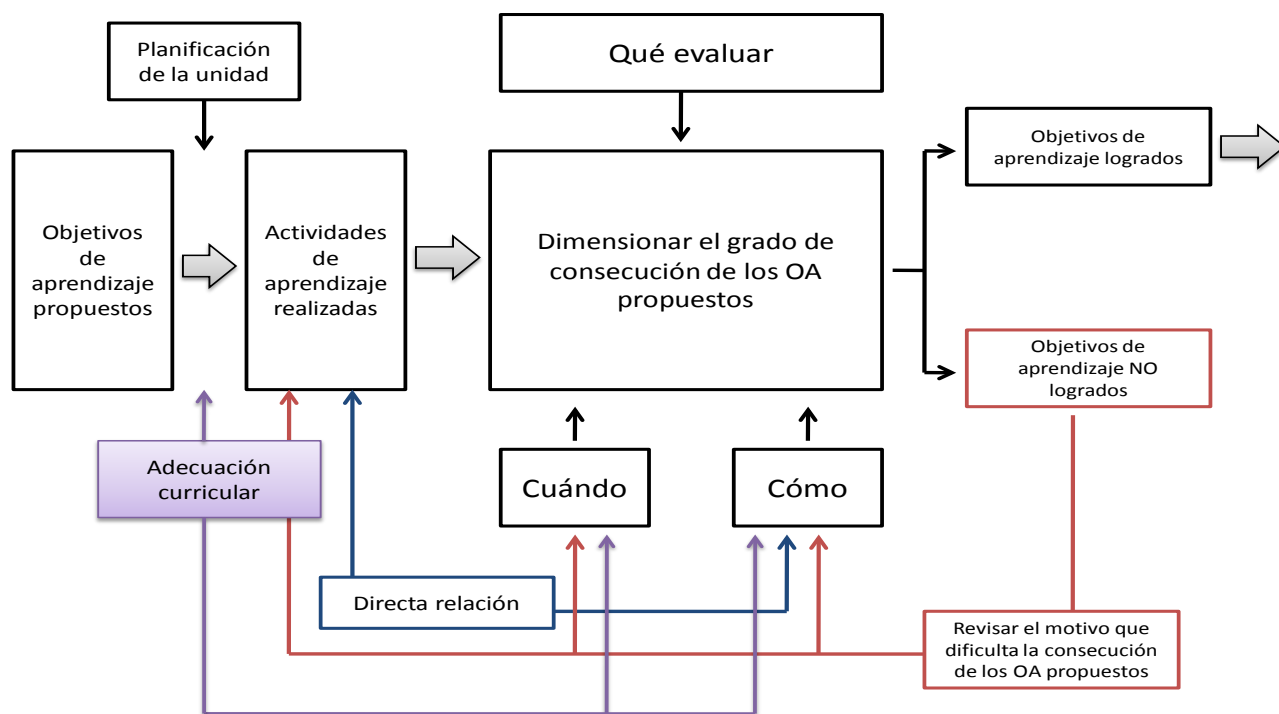 Planificación
de la unidad
Qué evaluar
Objetivos
de
aprendizaje
propuestos
Actividades
de
aprendizaje
realizadas
Dimensionar el grado de
consecución de los OA
propuestos
Objetivos de
aprendizaje logrados
Objetivos de
aprendizaje NO
logrados
Adecuación
curricular
Cuándo
Cómo
Directa relación
Revisar el motivo que
dificulta la consecución
de los OA propuestos